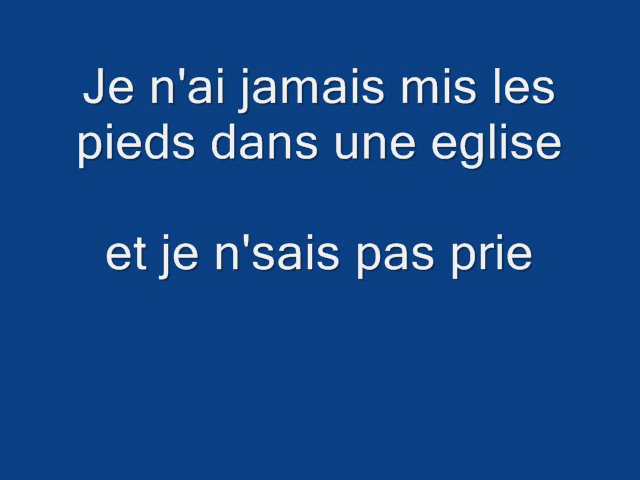 Je n'ai jamais mis les
pieds dans une eglise
et je n'sais pas prie